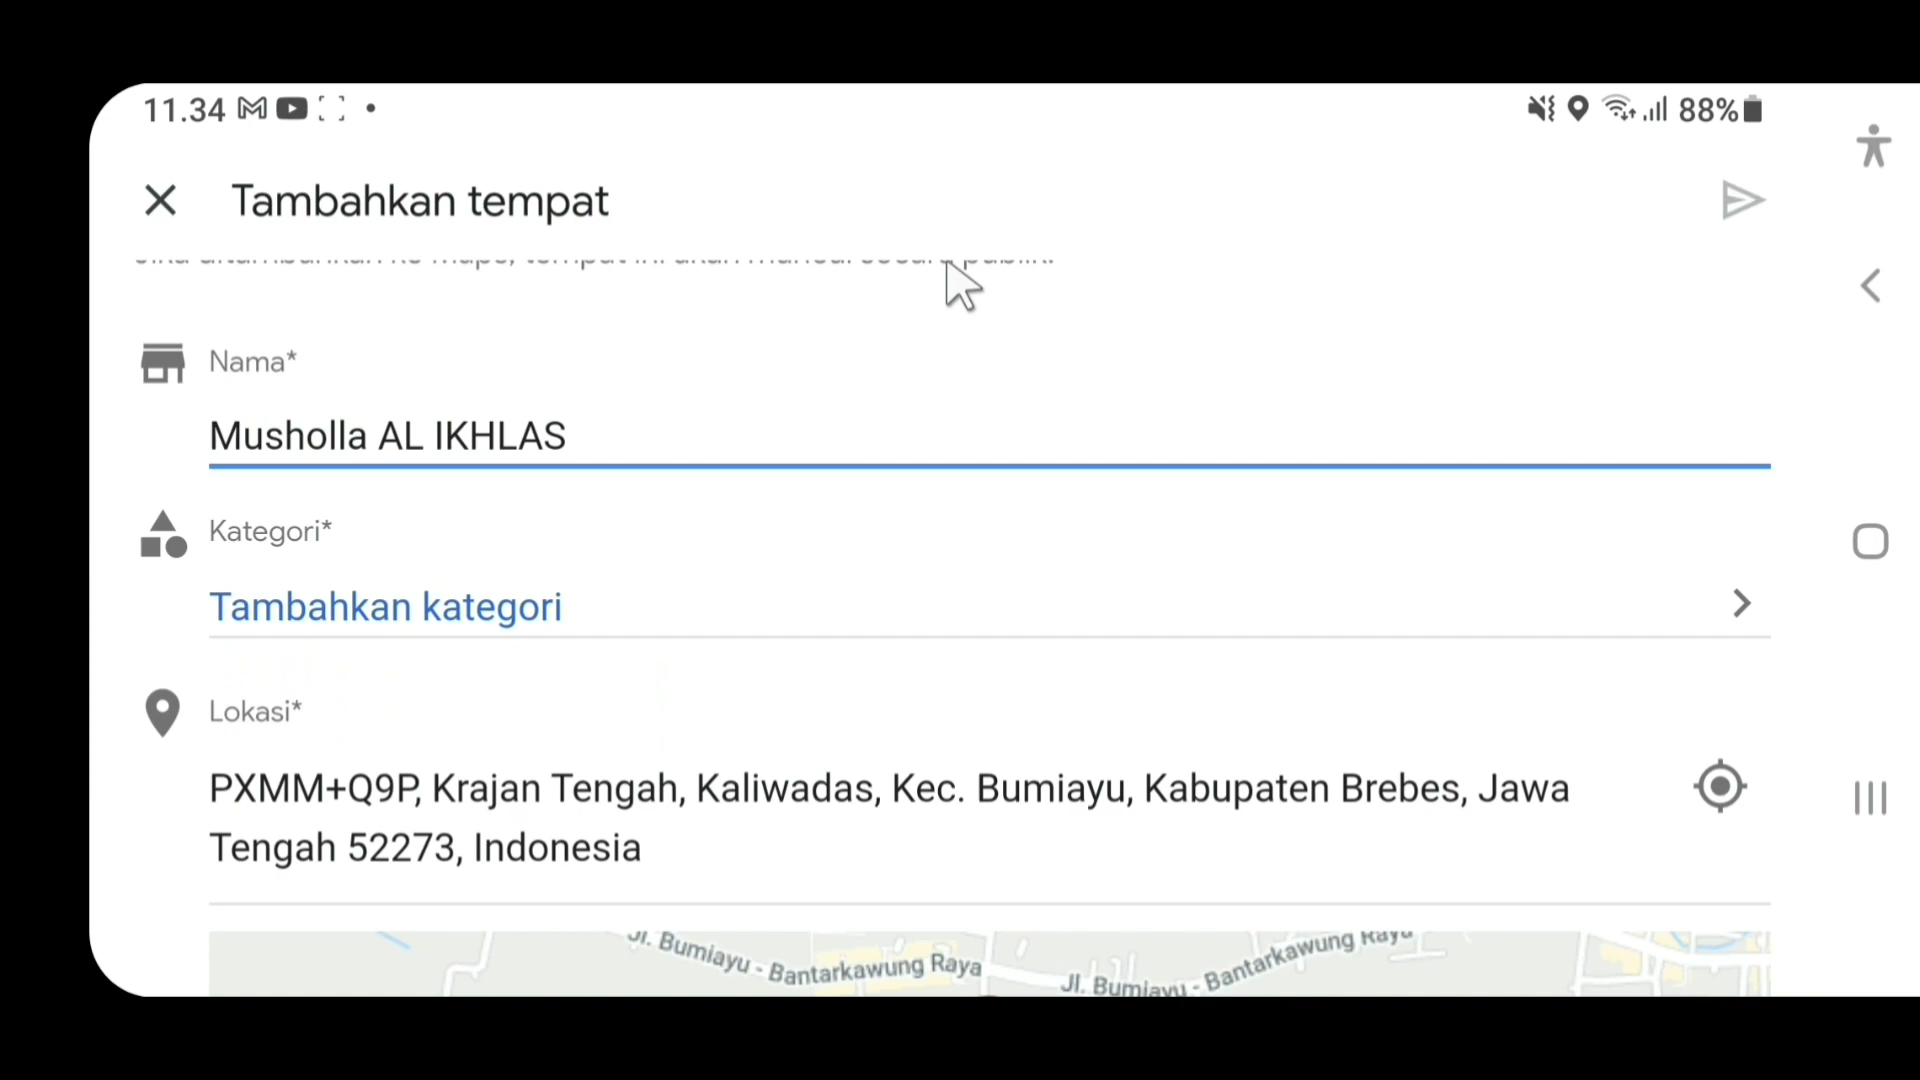 11.34
88%
Tambahkan tempat
Nama*
Musholla AL IKHLAS
Kategori*
Tambahkan kategori
Lokasi*
PXMM+Q9P, Krajan Tengah, Kaliwadas, Kec. Bumiayu, Kabupaten Brebes, Jawa
Tengah 52273, Indonesia
Jl. Bumiayu - Bantarkawung Raya
Jl. Bumiayu - Bantarkawung Raya